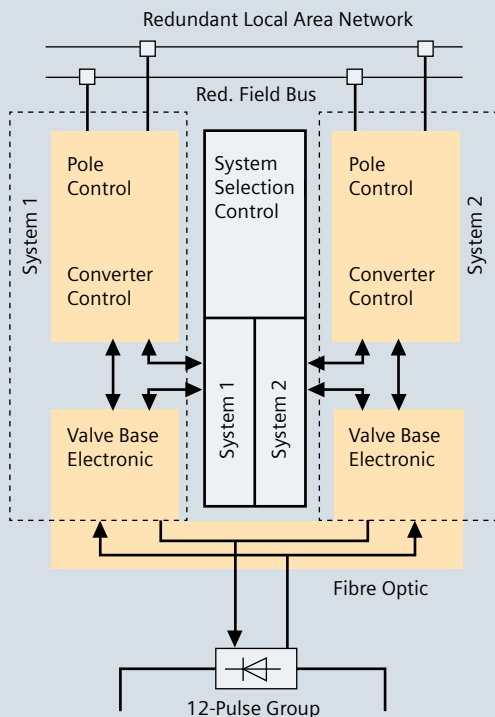 Redundant Local Area Network
Red. Field Bus
System 1
Pole
Control
Converter
Control
System
Selection
Control
System 1
System 2
Pole
Control
Converter
Control
System 2
Valve Base
Electronic
Valve Base
Electronic
Fibre Optic
12-Pulse Group